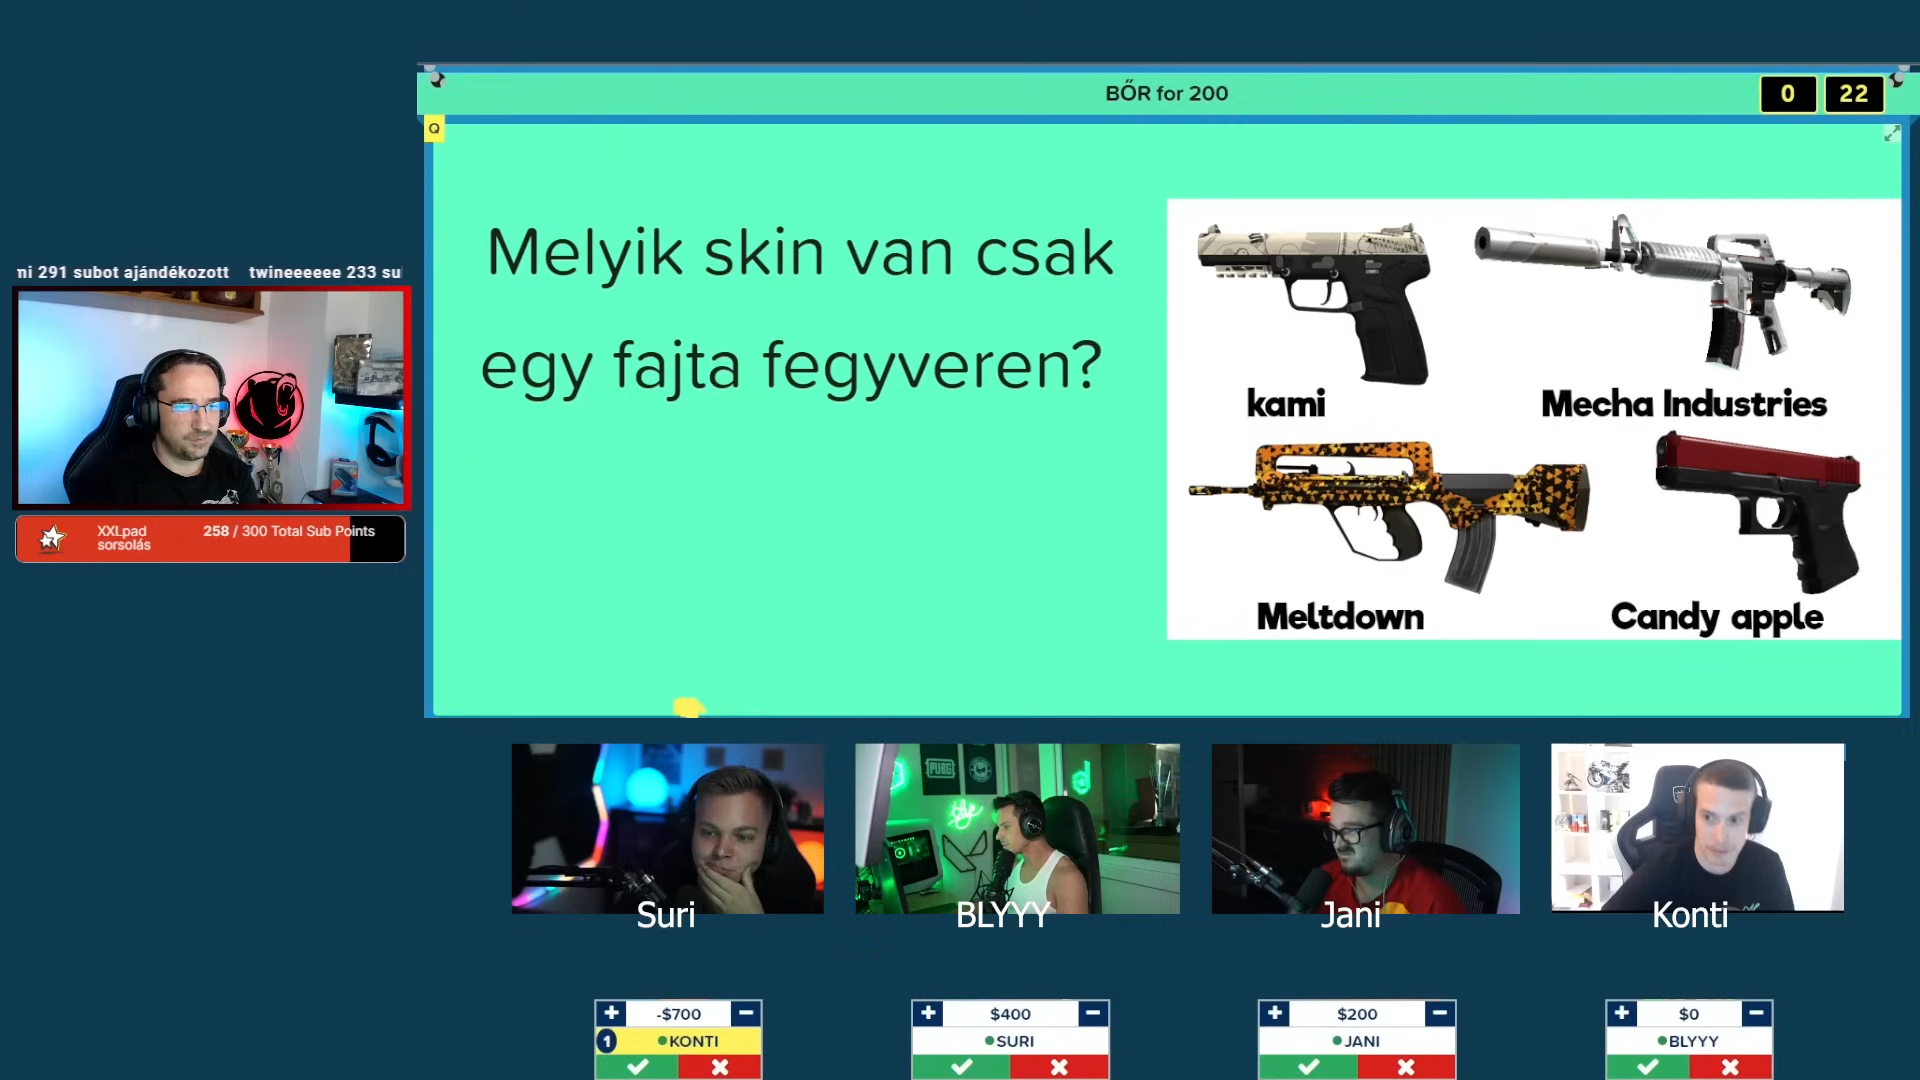 BŐR for 200
0 22
Q
Melyik skin van csak
egy fajta fegyveren?
kami
Mecha Industries
Meltdown
Candy apple
ni 291 subot ajándékozott twineeeeee 233 su
XXLpad
sorsolás
258 / 300 Total Sub Points
PUBG
Suri
BLYYY
Jani
Konti
+ -$700 −
1 KONTI
+ $400 −
SURI
+ $200 −
JANI
+ $0 −
BLYYY